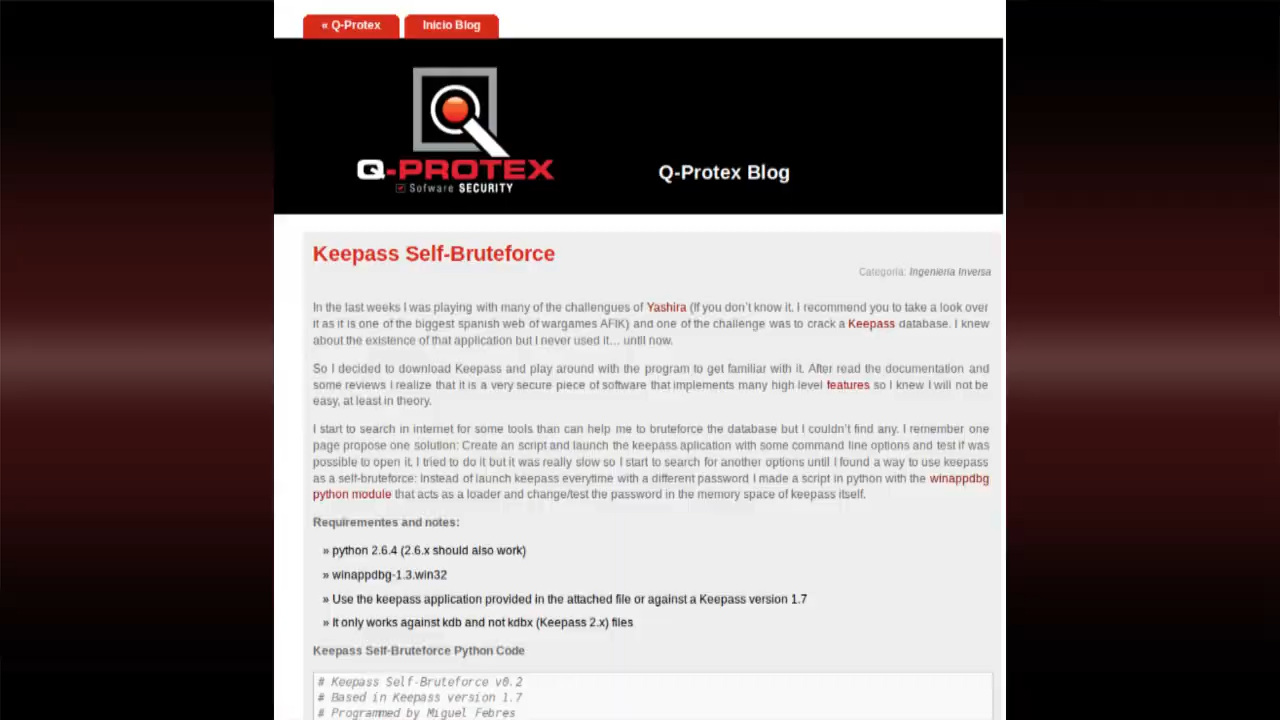 « Q-Protex
Inicio Blog
Q-PROTEX
Sofware SECURITY
Q-Protex Blog
Keepass Self-Bruteforce
Categoria: Ingenieria Inversa
In the last weeks I was playing with many of the challengues of Yashira (If you don't know it, I recommend you to take a look over
it as it is one of the biggest spanish web of wargames AFIK) and one of the challenge was to crack a Keepass database. I knew
about the existence of that application but I never used it... until now.
So I decided to download Keepass and play around with the program to get familiar with it. After read the documentation and
some reviews I realize that it is a very secure piece of software that implements many high level features so I knew I will not be
easy, at least in theory.
I start to search in internet for some tools than can help me to bruteforce the database but I couldn't find any. I remember one
page propose one solution: Create an script and launch the keepass aplication with some command line options and test if was
possible to open it. I tried to do it but it was really slow so I start to search for another options until I found a way to use keepass
as a self-bruteforce: Instead of launch keepass everytime with a different password I made a script in python with the winappdbg
python module that acts as a loader and change/test the password in the memory space of keepass itself.
Requirementes and notes:
» python 2.6.4 (2.6.x should also work)
» winappdbg-1.3.win32
» Use the keepass application provided in the attached file or against a Keepass version 1.7
» It only works against kdb and not kdbx (Keepass 2.x) files
Keepass Self-Bruteforce Python Code
# Keepass Self-Bruteforce v0.2
# Based in Keepass version 1.7
# Programmed by Miguel Febres